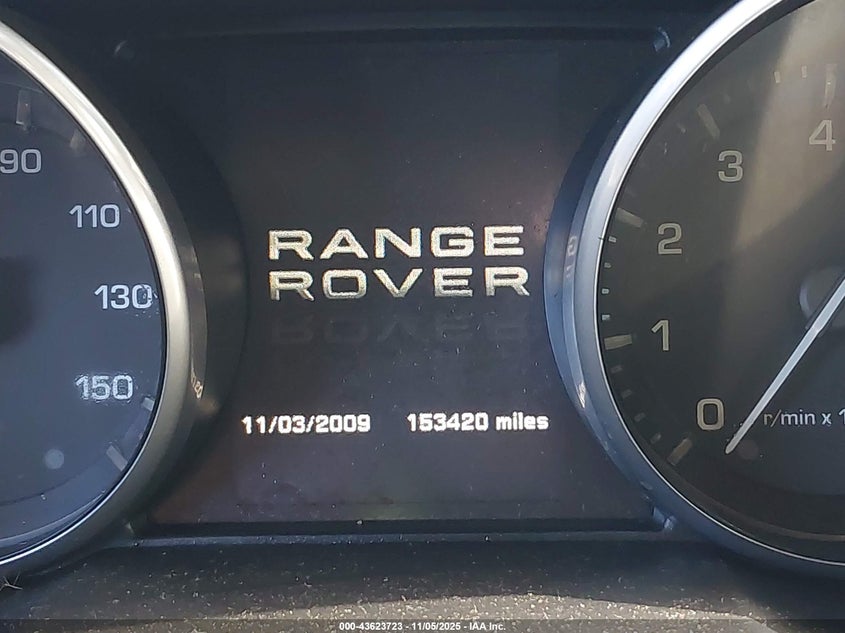 90
110
130
150
RANGE
ROVER
11/03/2009 153420 miles
4
3
2
1
0
r/min x 1
000-43623723 - 11/05/2025 - IAA Inc.